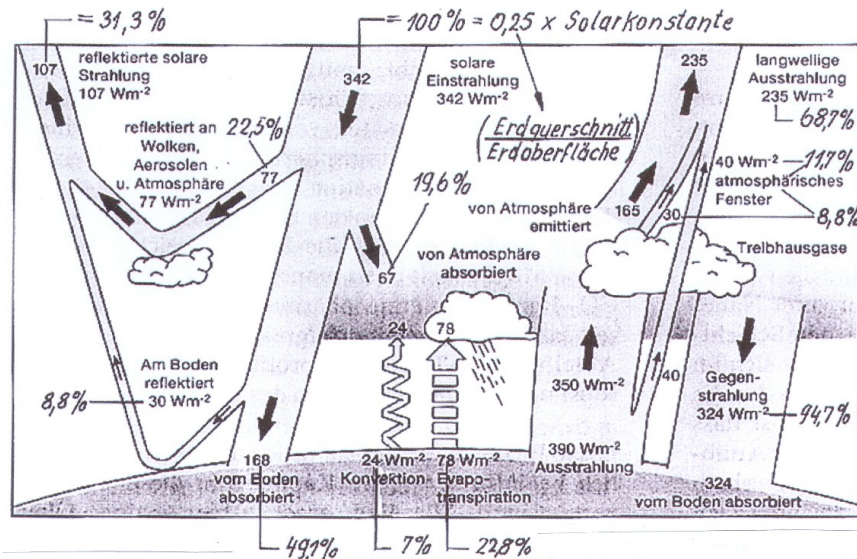 = 31,3%
= 100% = 0,25 x Solarkonstante
107
reflektierte solare
Strahlung
107 Wm⁻²
342
solare
Einstrahlung
342 Wm⁻²
235
langwellige
Ausstrahlung
235 Wm⁻²
68,7%
reflektiert an
Wolken,
Aerosolen
u. Atmosphäre
77 Wm⁻²
22,5%
77
(Erdquerschnitt/
Erdoberfläche)
19,6%
67
von Atmosphäre
absorbiert
von Atmosphäre
emittiert
165
30
40 Wm⁻²
atmosphärisches
Fenster
11,7%
8,8%
Treibhausgase
24
78
Am Boden
reflektiert
30 Wm⁻²
8,8%
350 Wm⁻²
40
Gegen-
strahlung
324 Wm⁻²
94,7%
168
vom Boden
absorbiert
24 Wm⁻²
Konvektion
78 Wm⁻²
Evapo-
transpiration
390 Wm⁻²
Ausstrahlung
324
vom Boden absorbiert
49,1%
7%
22,8%